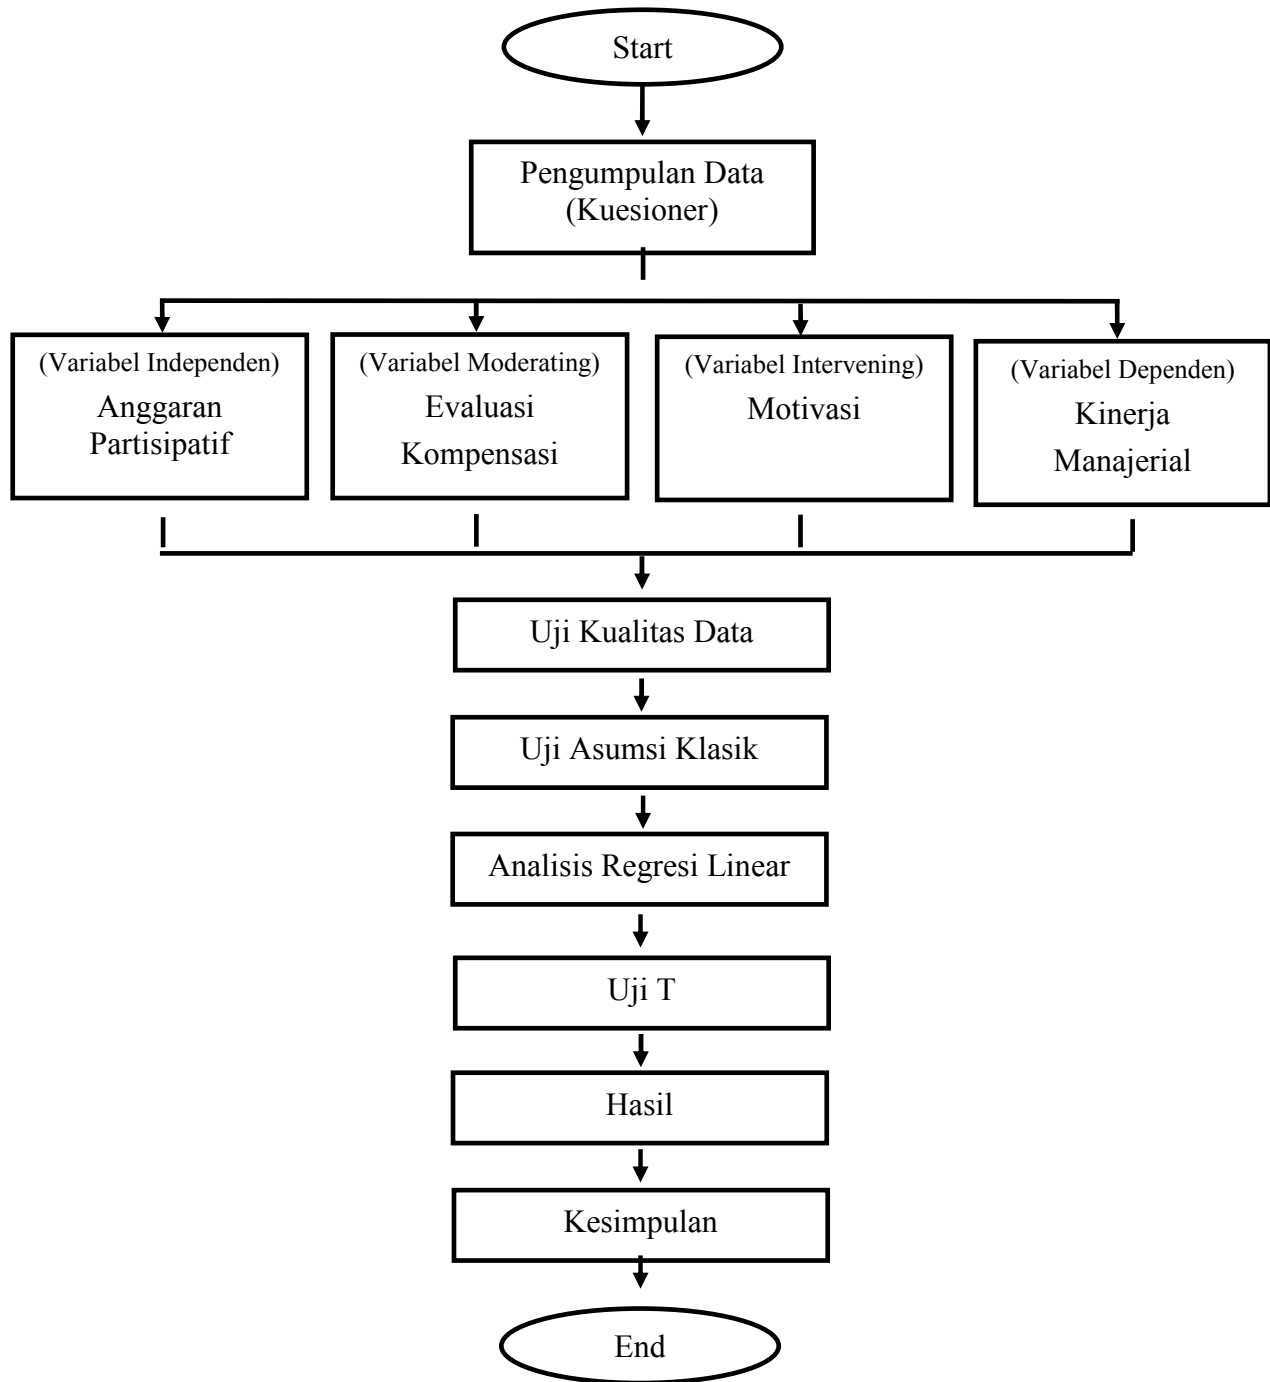 Start
Pengumpulan Data
(Kuesioner)
(Variabel Independen)
Anggaran
Partisipatif
(Variabel Moderating)
Evaluasi
Kompensasi
(Variabel Intervening)
Motivasi
(Variabel Dependen)
Kinerja
Manajerial
Uji Kualitas Data
Uji Asumsi Klasik
Analisis Regresi Linear
Uji T
Hasil
Kesimpulan
End